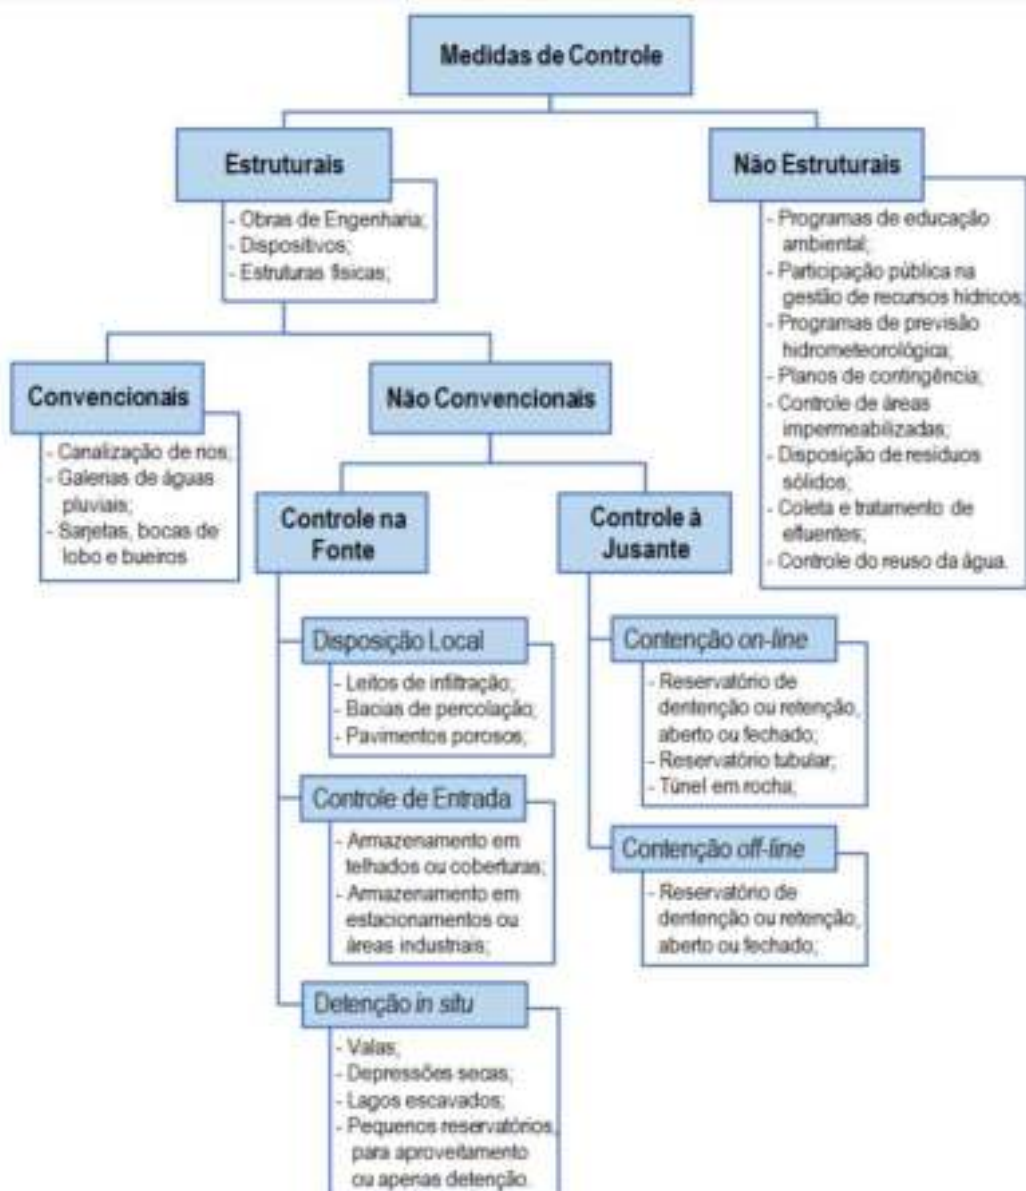 Medidas de Controle
Estruturais
- Obras de Engenharia;
- Dispositivos;
- Estruturas físicas;
Não Estruturais
- Programas de educação
ambiental;
- Participação pública na
gestão de recursos hídricos;
- Programas de previsão
hidrometeorológica;
- Planos de contingência;
- Controle de áreas
impermeabilizadas;
- Disposição de resíduos
sólidos;
- Coleta e tratamento de
efluentes;
- Controle do reuso da água.
Convencionais
- Canalização de rios;
- Galerias de águas
pluviais;
- Sarjetas, bocas de
lobo e bueiros
Não Convencionais
Controle na
Fonte
Disposição Local
- Leitos de infiltração;
- Bacias de percolação;
- Pavimentos porosos;
Controle de Entrada
- Armazenamento em
telhados ou coberturas;
- Armazenamento em
estacionamentos ou
áreas industriais;
Detenção in situ
- Valas;
- Depressões secas;
- Lagos escavados;
- Pequenos reservatórios,
para aproveitamento
ou apenas detenção.
Controle à
Jusante
Contenção on-line
- Reservatório de
dentenção ou retenção,
aberto ou fechado;
- Reservatório tubular;
- Túnel em rocha;
Contenção off-line
- Reservatório de
dentenção ou retenção,
aberto ou fechado;